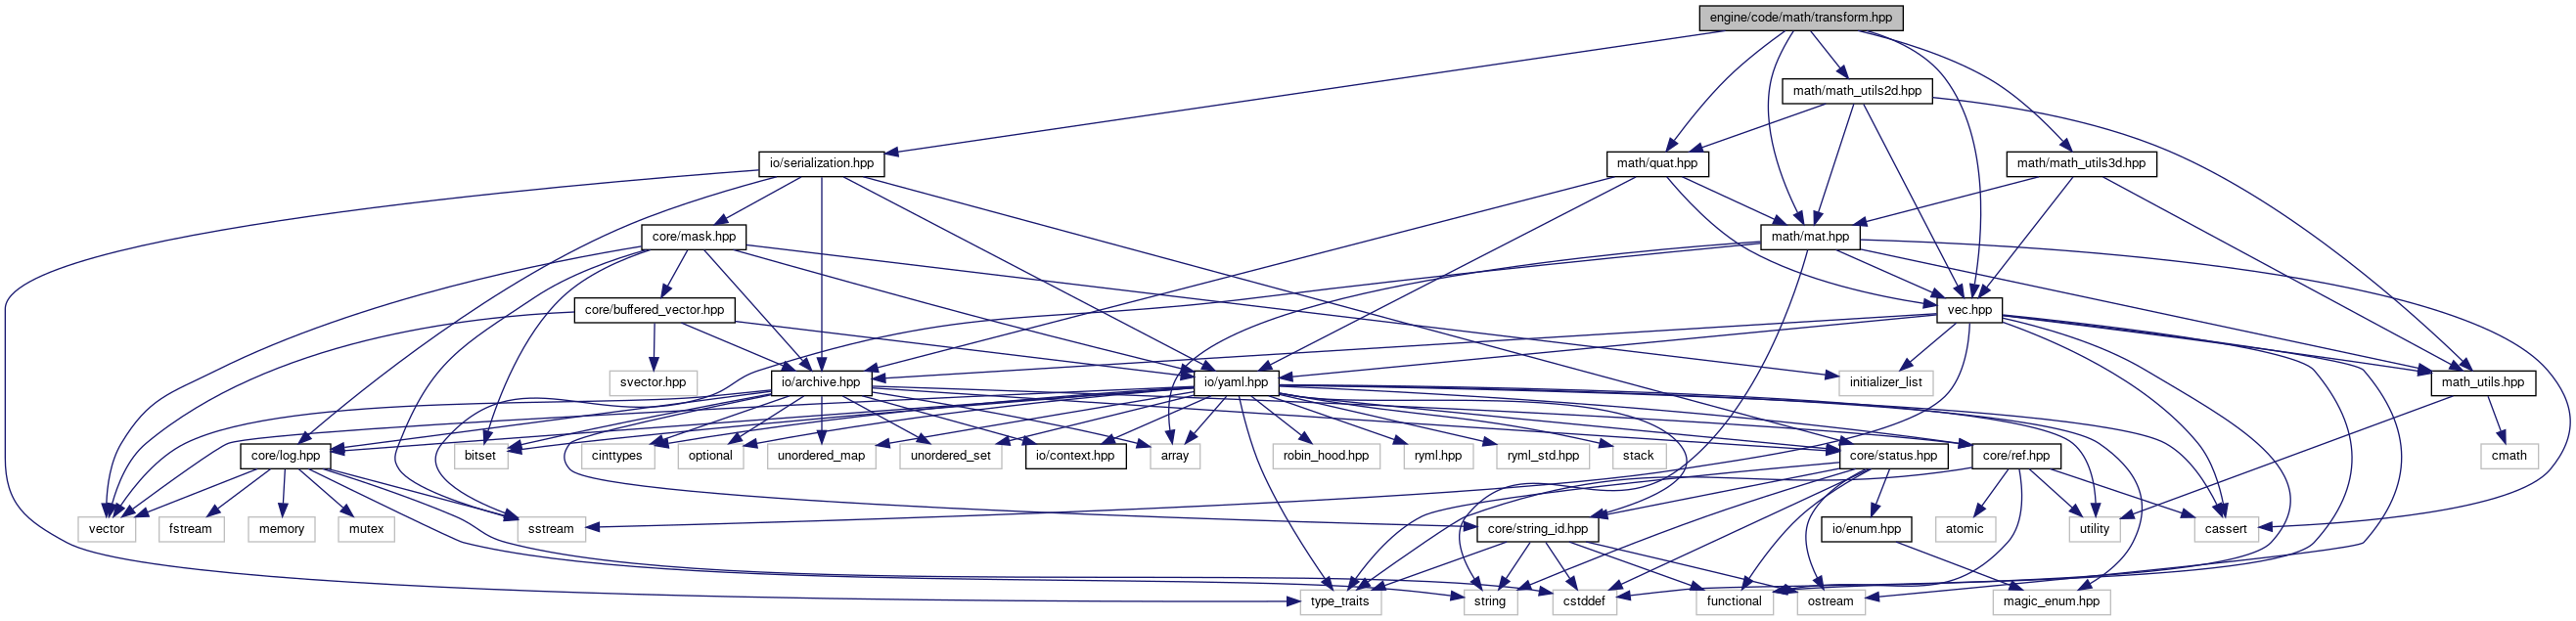 engine/code/math/transform.hpp
math/math_utils2d.hpp
io/serialization.hpp
math/quat.hpp
math/math_utils3d.hpp
core/mask.hpp
math/mat.hpp
core/buffered_vector.hpp
vec.hpp
svector.hpp
io/archive.hpp
io/yaml.hpp
initializer_list
math_utils.hpp
core/log.hpp
bitset
cinttypes
optional
unordered_map
unordered_set
io/context.hpp
array
robin_hood.hpp
ryml.hpp
ryml_std.hpp
stack
core/status.hpp
core/ref.hpp
cmath
vector
fstream
memory
mutex
sstream
core/string_id.hpp
io/enum.hpp
atomic
utility
cassert
type_traits
string
cstddef
functional
ostream
magic_enum.hpp